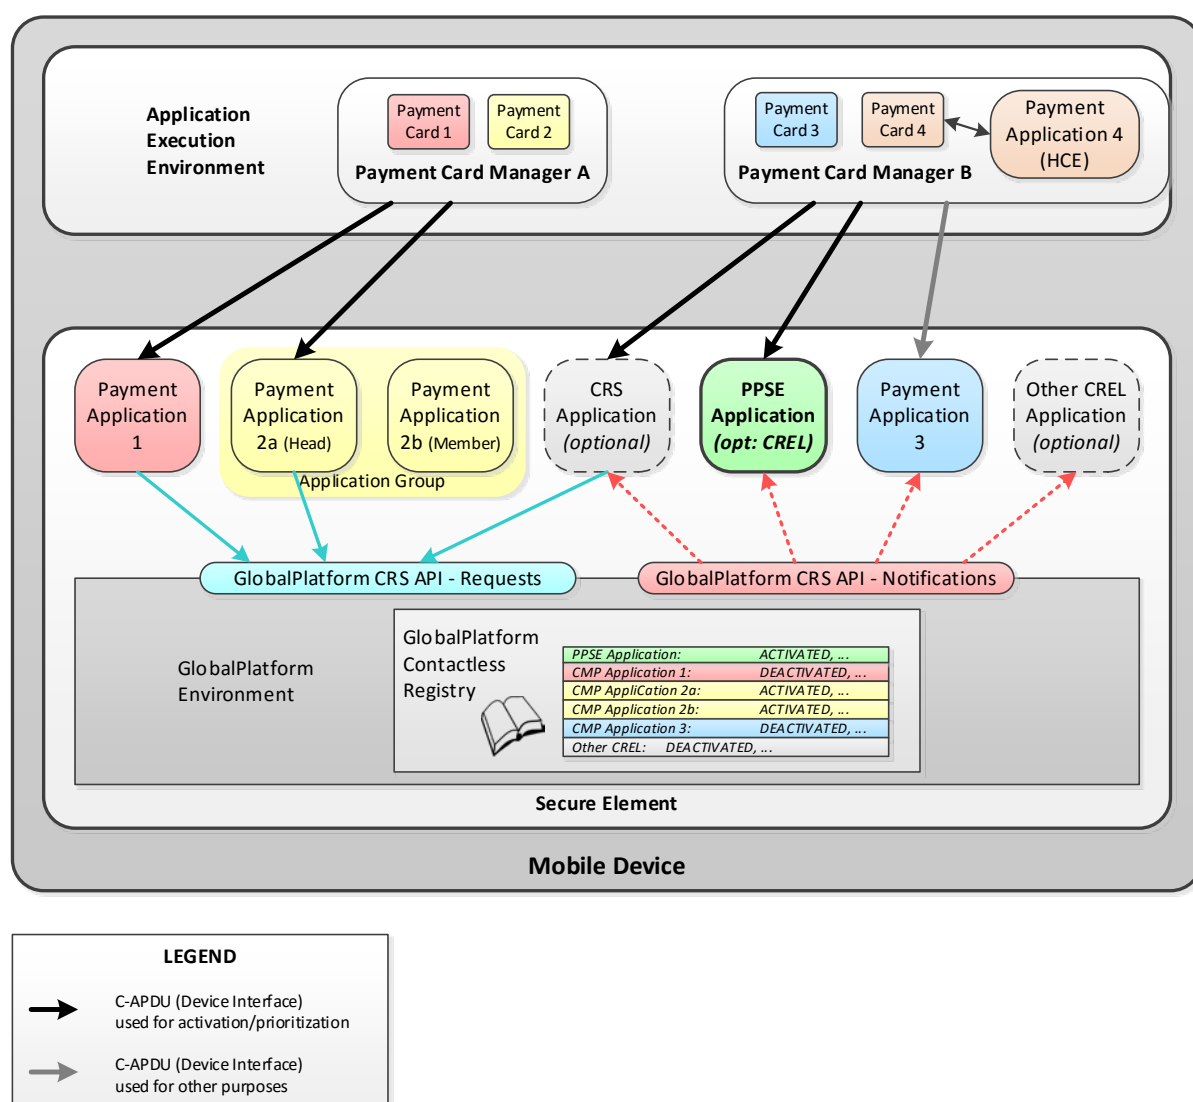 Application
Execution
Environment
Payment
Card 1
Payment
Card 2
Payment Card Manager A
Payment
Card 3
Payment
Card 4
Payment Card Manager B
Payment
Application 4
(HCE)
Payment
Application
1
Payment
Application
2a (Head)
Payment
Application
2b (Member)
Application Group
CRS
Application
(optional)
PPSE
Application
(opt: CREL)
Payment
Application
3
Other CREL
Application
(optional)
GlobalPlatform CRS API - Requests
GlobalPlatform CRS API - Notifications
GlobalPlatform
Environment
GlobalPlatform
Contactless
Registry
PPSE Application: ACTIVATED, ...
CMP Application 1: DEACTIVATED, ...
CMP AppliCation 2a: ACTIVATED, ...
CMP Application 2b: ACTIVATED, ...
CMP Application 3: DEACTIVATED, ...
Other CREL: DEACTIVATED, ...
Secure Element
Mobile Device
LEGEND
C-APDU (Device Interface)
used for activation/prioritization
C-APDU (Device Interface)
used for other purposes